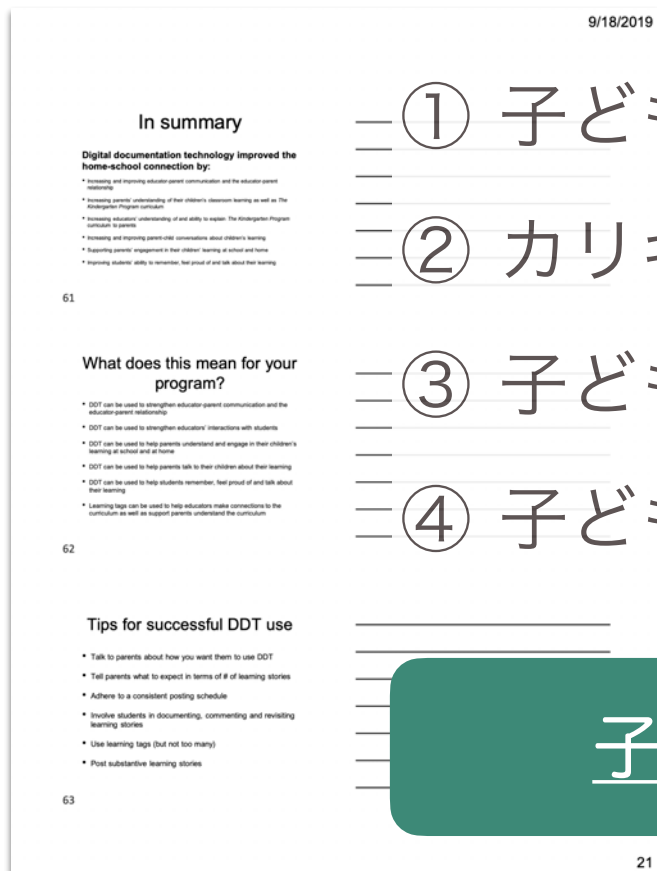 9/18/2019
In summary
Digital documentation technology improved the
home-school connection by:
• Increasing and improving educator-parent communication and the educator-parent
relationship
• Increasing parents' understanding of their children's classroom learning as well as The
Kindergarten Program curriculum
• Increasing educators' understanding of and ability to explain The Kindergarten Program
curriculum to parents
• Increasing and improving parent-child conversations about children's learning
• Supporting parents' engagement in their children' learning at school and home
• Improving students' ability to remember, feel proud of and talk about their learning
61
① 子ど
② カリ
What does this mean for your
program?
• DDT can be used to strengthen educator-parent communication and the
educator-parent relationship
• DDT can be used to strengthen educators' interactions with students
• DDT can be used to help parents understand and engage in their children's
learning at school and at home
• DDT can be used to help parents talk to their children about their learning
• DDT can be used to help students remember, feel proud of and talk about
their learning
• Learning tags can be used to help educators make connections to the
curriculum as well as support parents understand the curriculum
62
③ 子ど
④ 子ど
Tips for successful DDT use
• Talk to parents about how you want them to use DDT
• Tell parents what to expect in terms of # of learning stories
• Adhere to a consistent posting schedule
• Involve students in documenting, commenting and revisiting
learning stories
• Use learning tags (but not too many)
• Post substantive learning stories
63
子
21